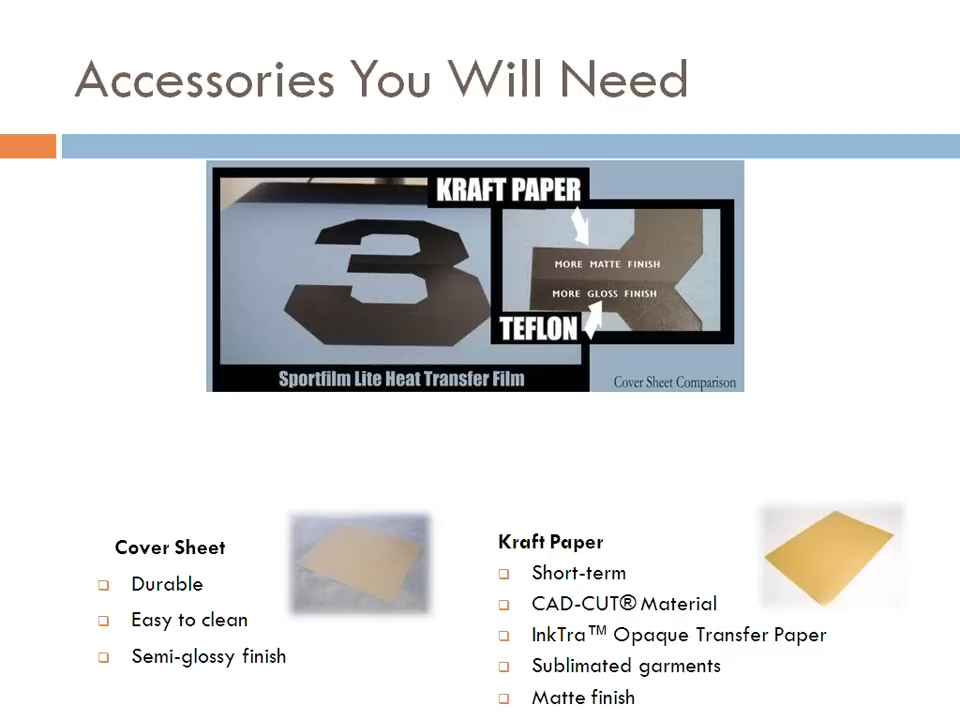 Accessories You Will Need
KRAFT PAPER
MORE MATTE FINISH
MORE GLOSS FINISH
TEFLON
Sportfilm Lite Heat Transfer Film
Cover Sheet Comparison
Cover Sheet
Durable
Easy to clean
Semi-glossy finish
Kraft Paper
Short-term
CAD-CUT® Material
InkTra™ Opaque Transfer Paper
Sublimated garments
Matte finish